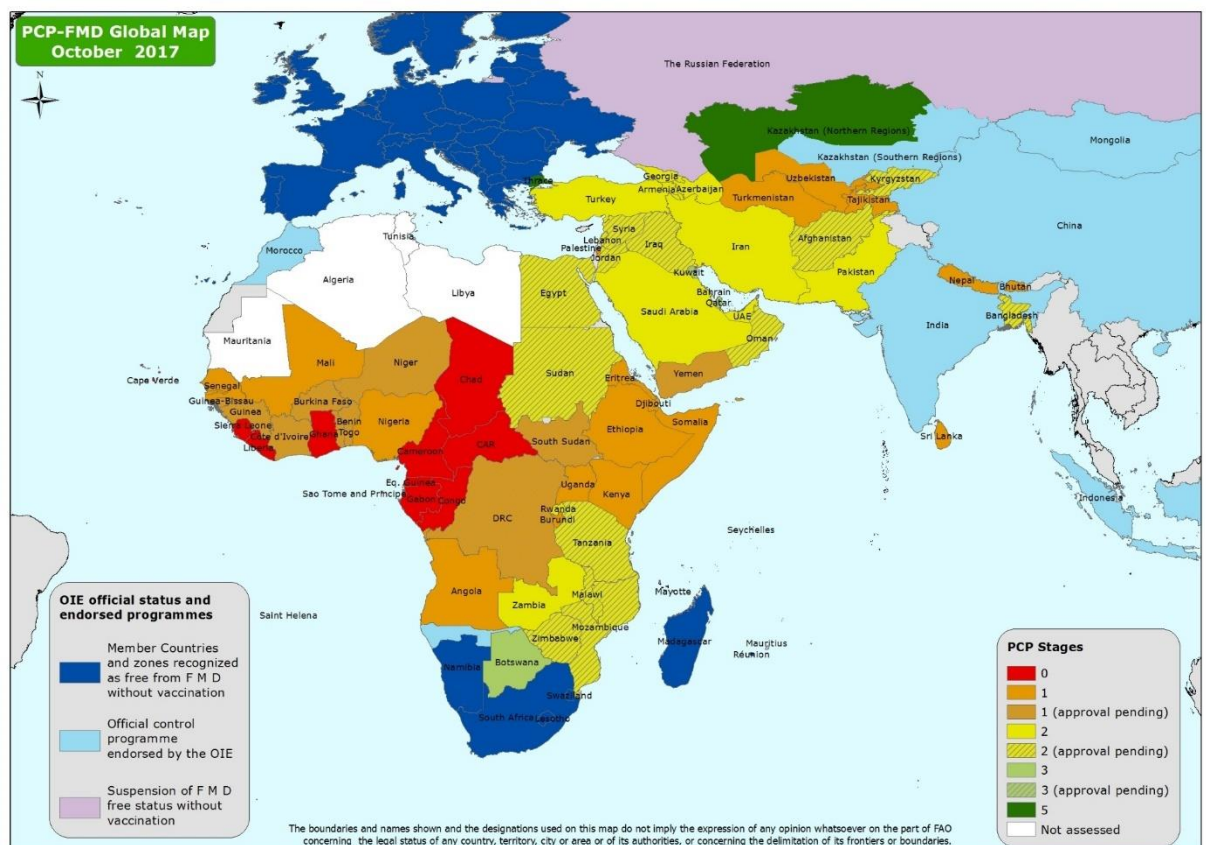 PCP-FMD Global Map
October 2017
N
The Russian Federation
Kazakhstan (Northern Regions)
Mongolia
Kazakhstan (Southern Regions)
Georgia
Uzbekistan
Kyrgyzstan
Thrace
Armenia
Azerbaijan
Turkey
Turkmenistan
Tajikistan
China
Tunisia
Syria
Lebanon
Iraq
Iran
Afghanistan
Morocco
Palestine
Jordan
Algeria
Libya
Egypt
Kuwait
Pakistan
Bahrain
Qatar
Nepal
Bhutan
Saudi Arabia
UAE
India
Bangladesh
Mauritania
Oman
Mali
Niger
Cape Verde
Chad
Sudan
Eritrea
Yemen
Senegal
Guinea-Bissau
Burkina Faso
Djibouti
Guinea
Benin
Nigeria
Somalia
Sierra Leone
Togo
Ethiopia
Côte d'Ivoire
Ghana
South Sudan
Sri Lanka
Liberia
Cameroon
CAR
Eq. Guinea
Uganda
Sao Tome and Principe
Gabon
Congo
Kenya
Indonesia
Rwanda
DRC
Burundi
Seychelles
Tanzania
Angola
Malawi
Mayotte
Zambia
Saint Helena
Mozambique
Zimbabwe
Madagascar
Mauritius
Réunion
Namibia
Botswana
Swaziland
South Africa
Lesotho
OIE official status and
endorsed programmes
Member Countries
and zones recognized
as free from F M D
without vaccination
Official control
programme
endorsed by the OIE
Suspension of F M D
free status without
vaccination
PCP Stages
0
1
1 (approval pending)
2
2 (approval pending)
3
3 (approval pending)
5
Not assessed
The boundaries and names shown and the designations used on this map do not imply the expression of any opinion whatsoever on the part of FAO
concerning the legal status of any country, territory, city or area or of its authorities, or concerning the delimitation of its frontiers or boundaries.